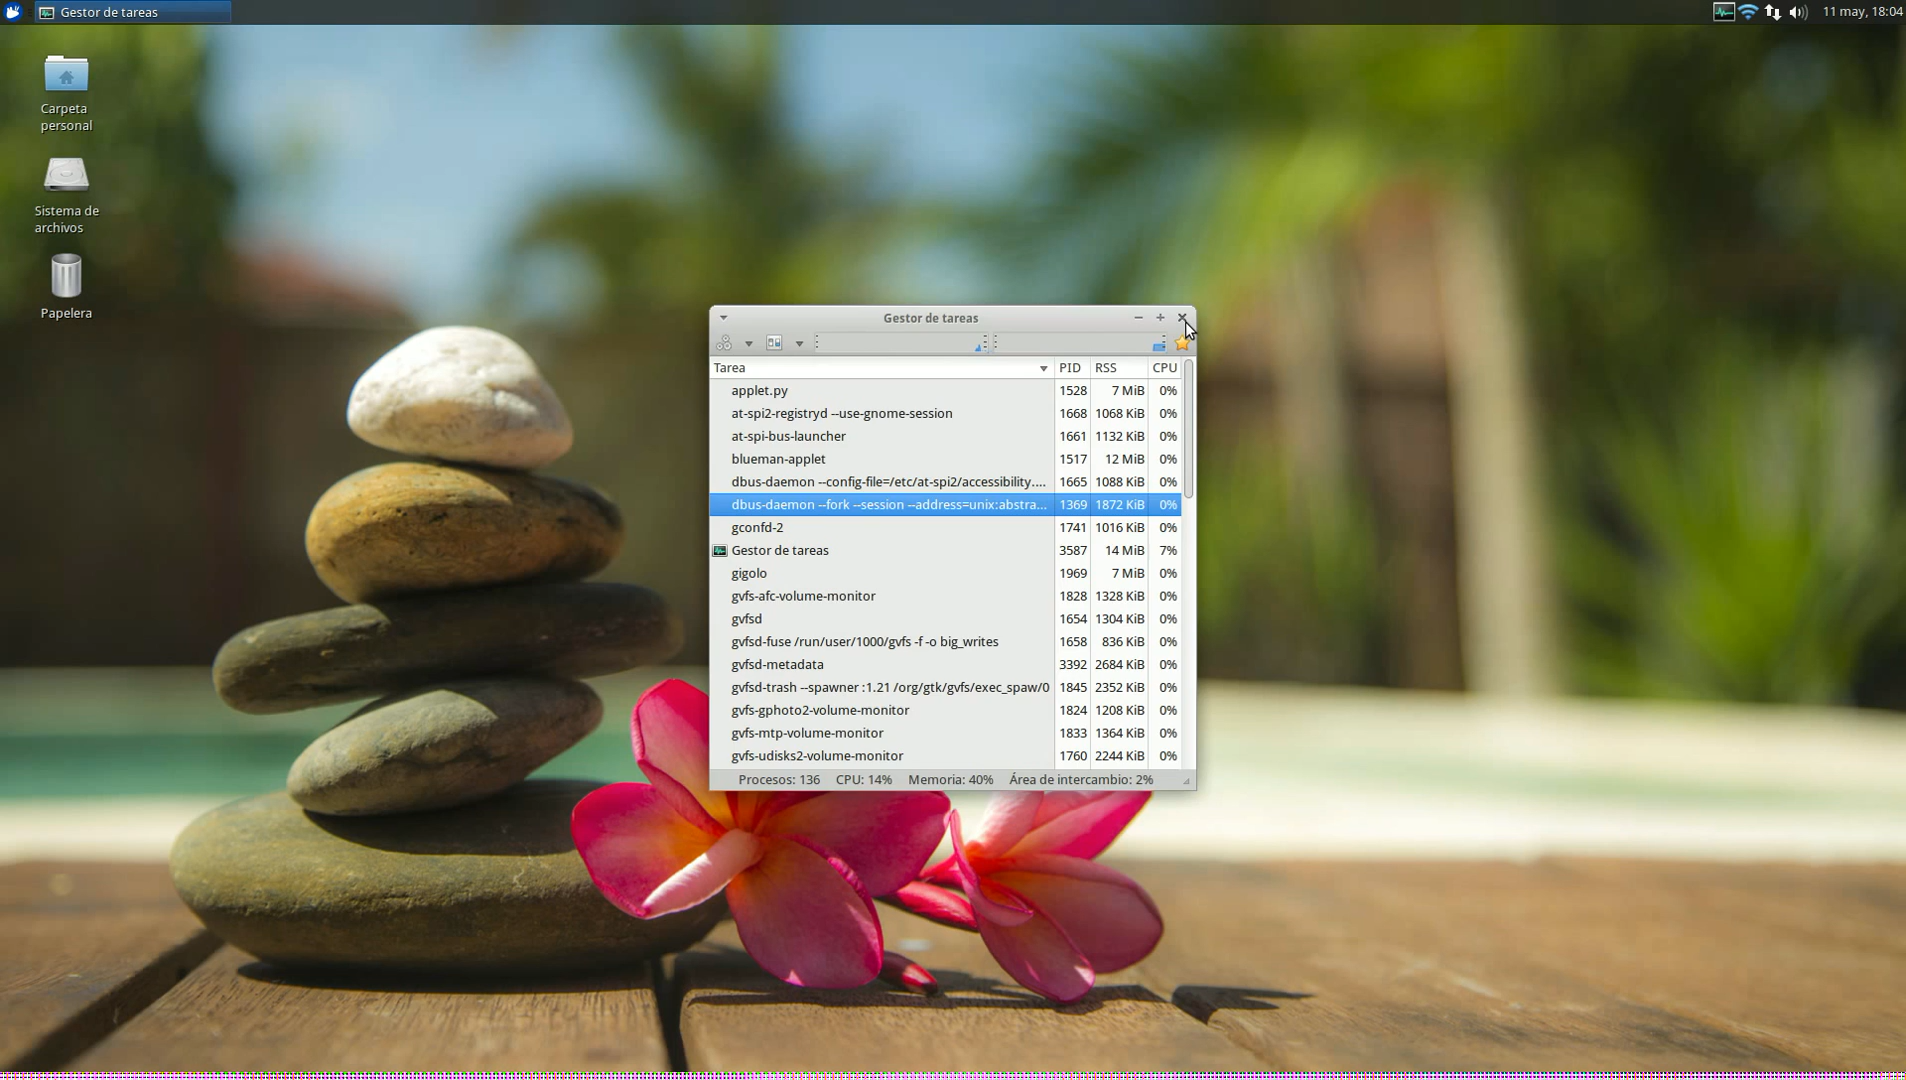 Gestor de tareas
11 may, 18:04
Carpeta
personal
Sistema de
archivos
Papelera
Gestor de tareas
Tarea PID RSS CPU
applet.py 1528 7 MiB 0%
at-spi2-registryd --use-gnome-session 1668 1068 KiB 0%
at-spi-bus-launcher 1661 1132 KiB 0%
blueman-applet 1517 12 MiB 0%
dbus-daemon --config-file=/etc/at-spi2/accessibility.... 1665 1088 KiB 0%
dbus-daemon --fork --session --address=unix:abstra... 1369 1872 KiB 0%
gconfd-2 1741 1016 KiB 0%
Gestor de tareas 3587 14 MiB 7%
gigolo 1969 7 MiB 0%
gvfs-afc-volume-monitor 1828 1328 KiB 0%
gvfsd 1654 1304 KiB 0%
gvfsd-fuse /run/user/1000/gvfs -f -o big_writes 1658 836 KiB 0%
gvfsd-metadata 3392 2684 KiB 0%
gvfsd-trash --spawner :1.21 /org/gtk/gvfs/exec_spaw/0 1845 2352 KiB 0%
gvfs-gphoto2-volume-monitor 1824 1208 KiB 0%
gvfs-mtp-volume-monitor 1833 1364 KiB 0%
gvfs-udisks2-volume-monitor 1760 2244 KiB 0%
Procesos: 136 CPU: 14% Memoria: 40% Área de intercambio: 2%